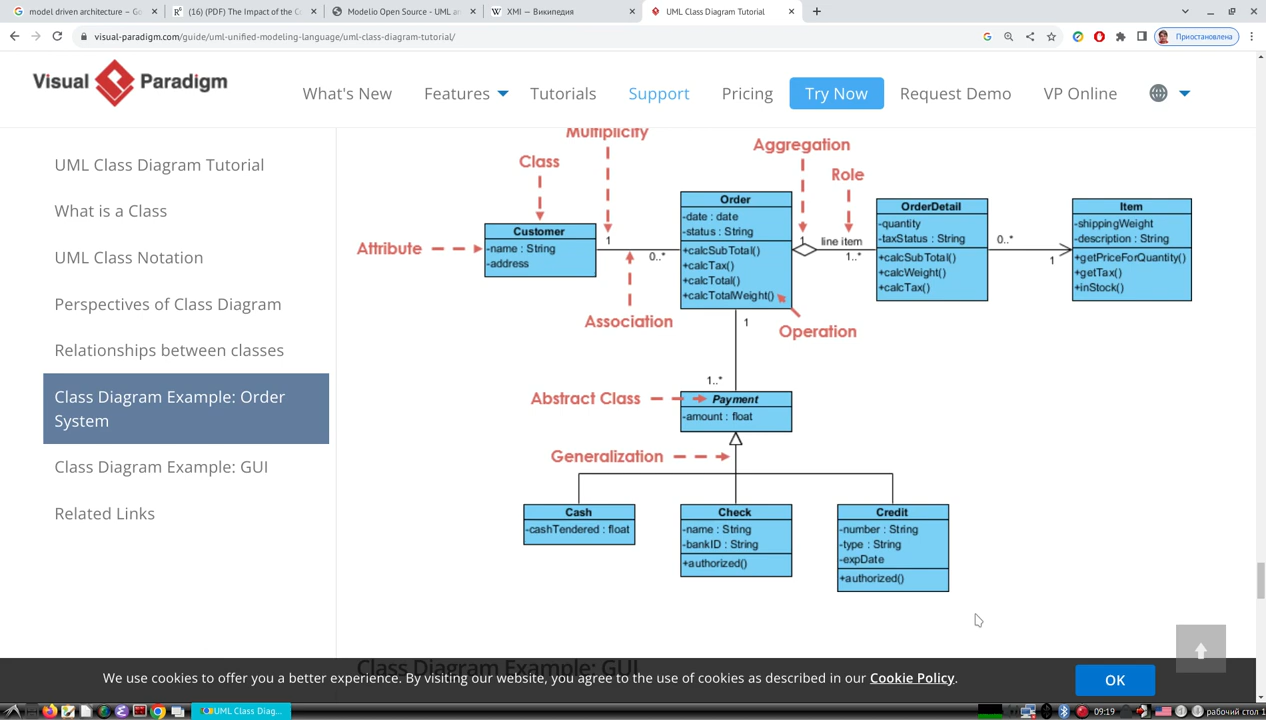 model driven architecture – Go
(16) (PDF) The Impact of the Co
Modelio Open Source - UML an
XMI — Википедия
UML Class Diagram Tutorial
visual-paradigm.com/guide/uml-unified-modeling-language/uml-class-diagram-tutorial/
Приостановлена
Visual Paradigm
What's New
Features
Tutorials
Support
Pricing
Try Now
Request Demo
VP Online
UML Class Diagram Tutorial
What is a Class
UML Class Notation
Perspectives of Class Diagram
Relationships between classes
Class Diagram Example: Order
System
Class Diagram Example: GUI
Related Links
Multiplicity
Class
Aggregation
Role
Attribute
Customer
-name : String
-address
1
0..*
Association
Order
-date : date
-status : String
+calcSubTotal()
+calcTax()
+calcTotal()
+calcTotalWeight()
Operation
1
line item
1..*
OrderDetail
-quantity
-taxStatus : String
+calcSubTotal()
+calcWeight()
+calcTax()
0..*
1
Item
-shippingWeight
-description : String
+getPriceForQuantity()
+getTax()
+inStock()
1
1..*
Abstract Class
Payment
-amount : float
Generalization
Cash
-cashTendered : float
Check
-name : String
-bankID : String
+authorized()
Credit
-number : String
-type : String
-expDate
+authorized()
Class Diagram Example: GUI
We use cookies to offer you a better experience. By visiting our website, you agree to the use of cookies as described in our Cookie Policy.
OK
UML Class Diag...
09:19
рабочий стол 1